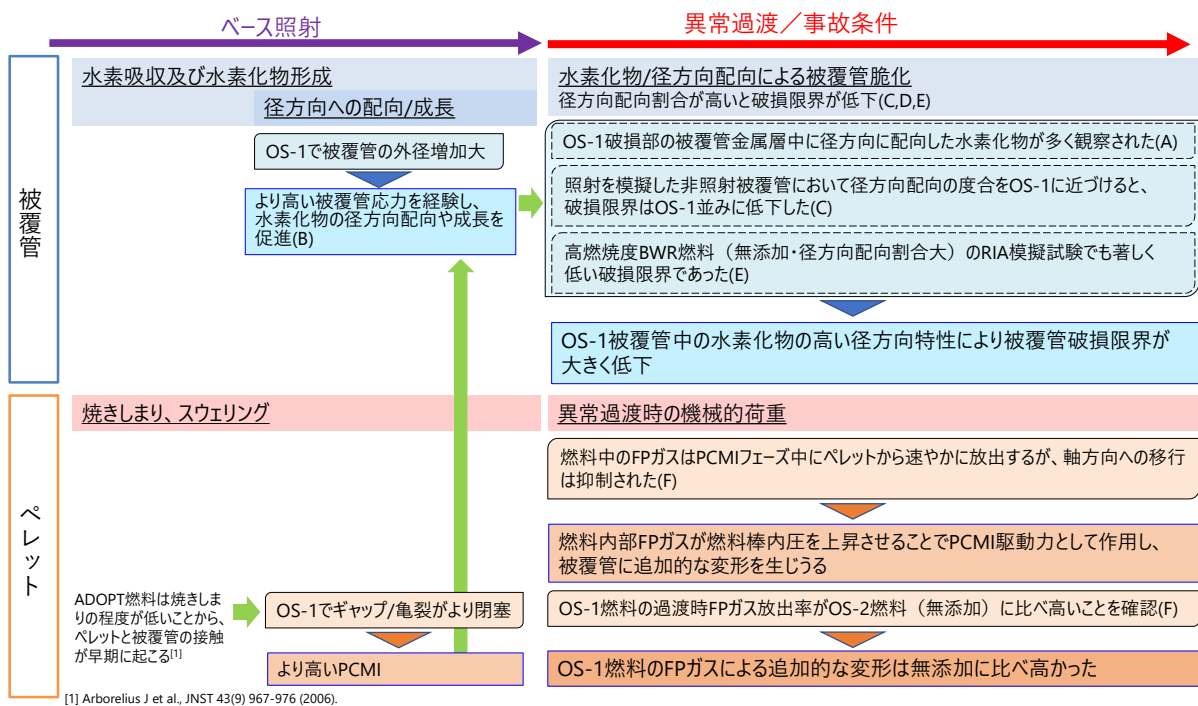 ベース照射
異常過渡／事故条件
被覆管
水素吸収及び水素化物形成
径方向への配向/成長
OS-1で被覆管の外径増加大
より高い被覆管応力を経験し、
水素化物の径方向配向や成長を
促進(B)
水素化物/径方向配向による被覆管脆化
径方向配向割合が高いと破損限界が低下(C,D,E)
OS-1破損部の被覆管金属層中に径方向に配向した水素化物が多く観察された(A)
照射を模擬した非照射被覆管において径方向配向の度合をOS-1に近づけると、
破損限界はOS-1並みに低下した(C)
高燃焼度BWR燃料（無添加・径方向配向割合大）のRIA模擬試験でも著しく
低い破損限界であった(E)
OS-1被覆管中の水素化物の高い径方向特性により被覆管破損限界が
大きく低下
ペレット
焼きしまり、スウェリング
ADOPT燃料は焼きしま
りの程度が低いことから、
ペレットと被覆管の接触
が早期に起こる[1]
OS-1でギャップ/亀裂がより閉塞
より高いPCMI
異常過渡時の機械的荷重
燃料中のFPガスはPCMIフェーズ中にペレットから速やかに放出するが、軸方向への移行
は抑制された(F)
燃料内部FPガスが燃料棒内圧を上昇させることでPCMI駆動力として作用し、
被覆管に追加的な変形を生じうる
OS-1燃料の過渡時FPガス放出率がOS-2燃料（無添加）に比べ高いことを確認(F)
OS-1燃料のFPガスによる追加的な変形は無添加に比べ高かった
[1] Arborelius J et al., JNST 43(9) 967-976 (2006).